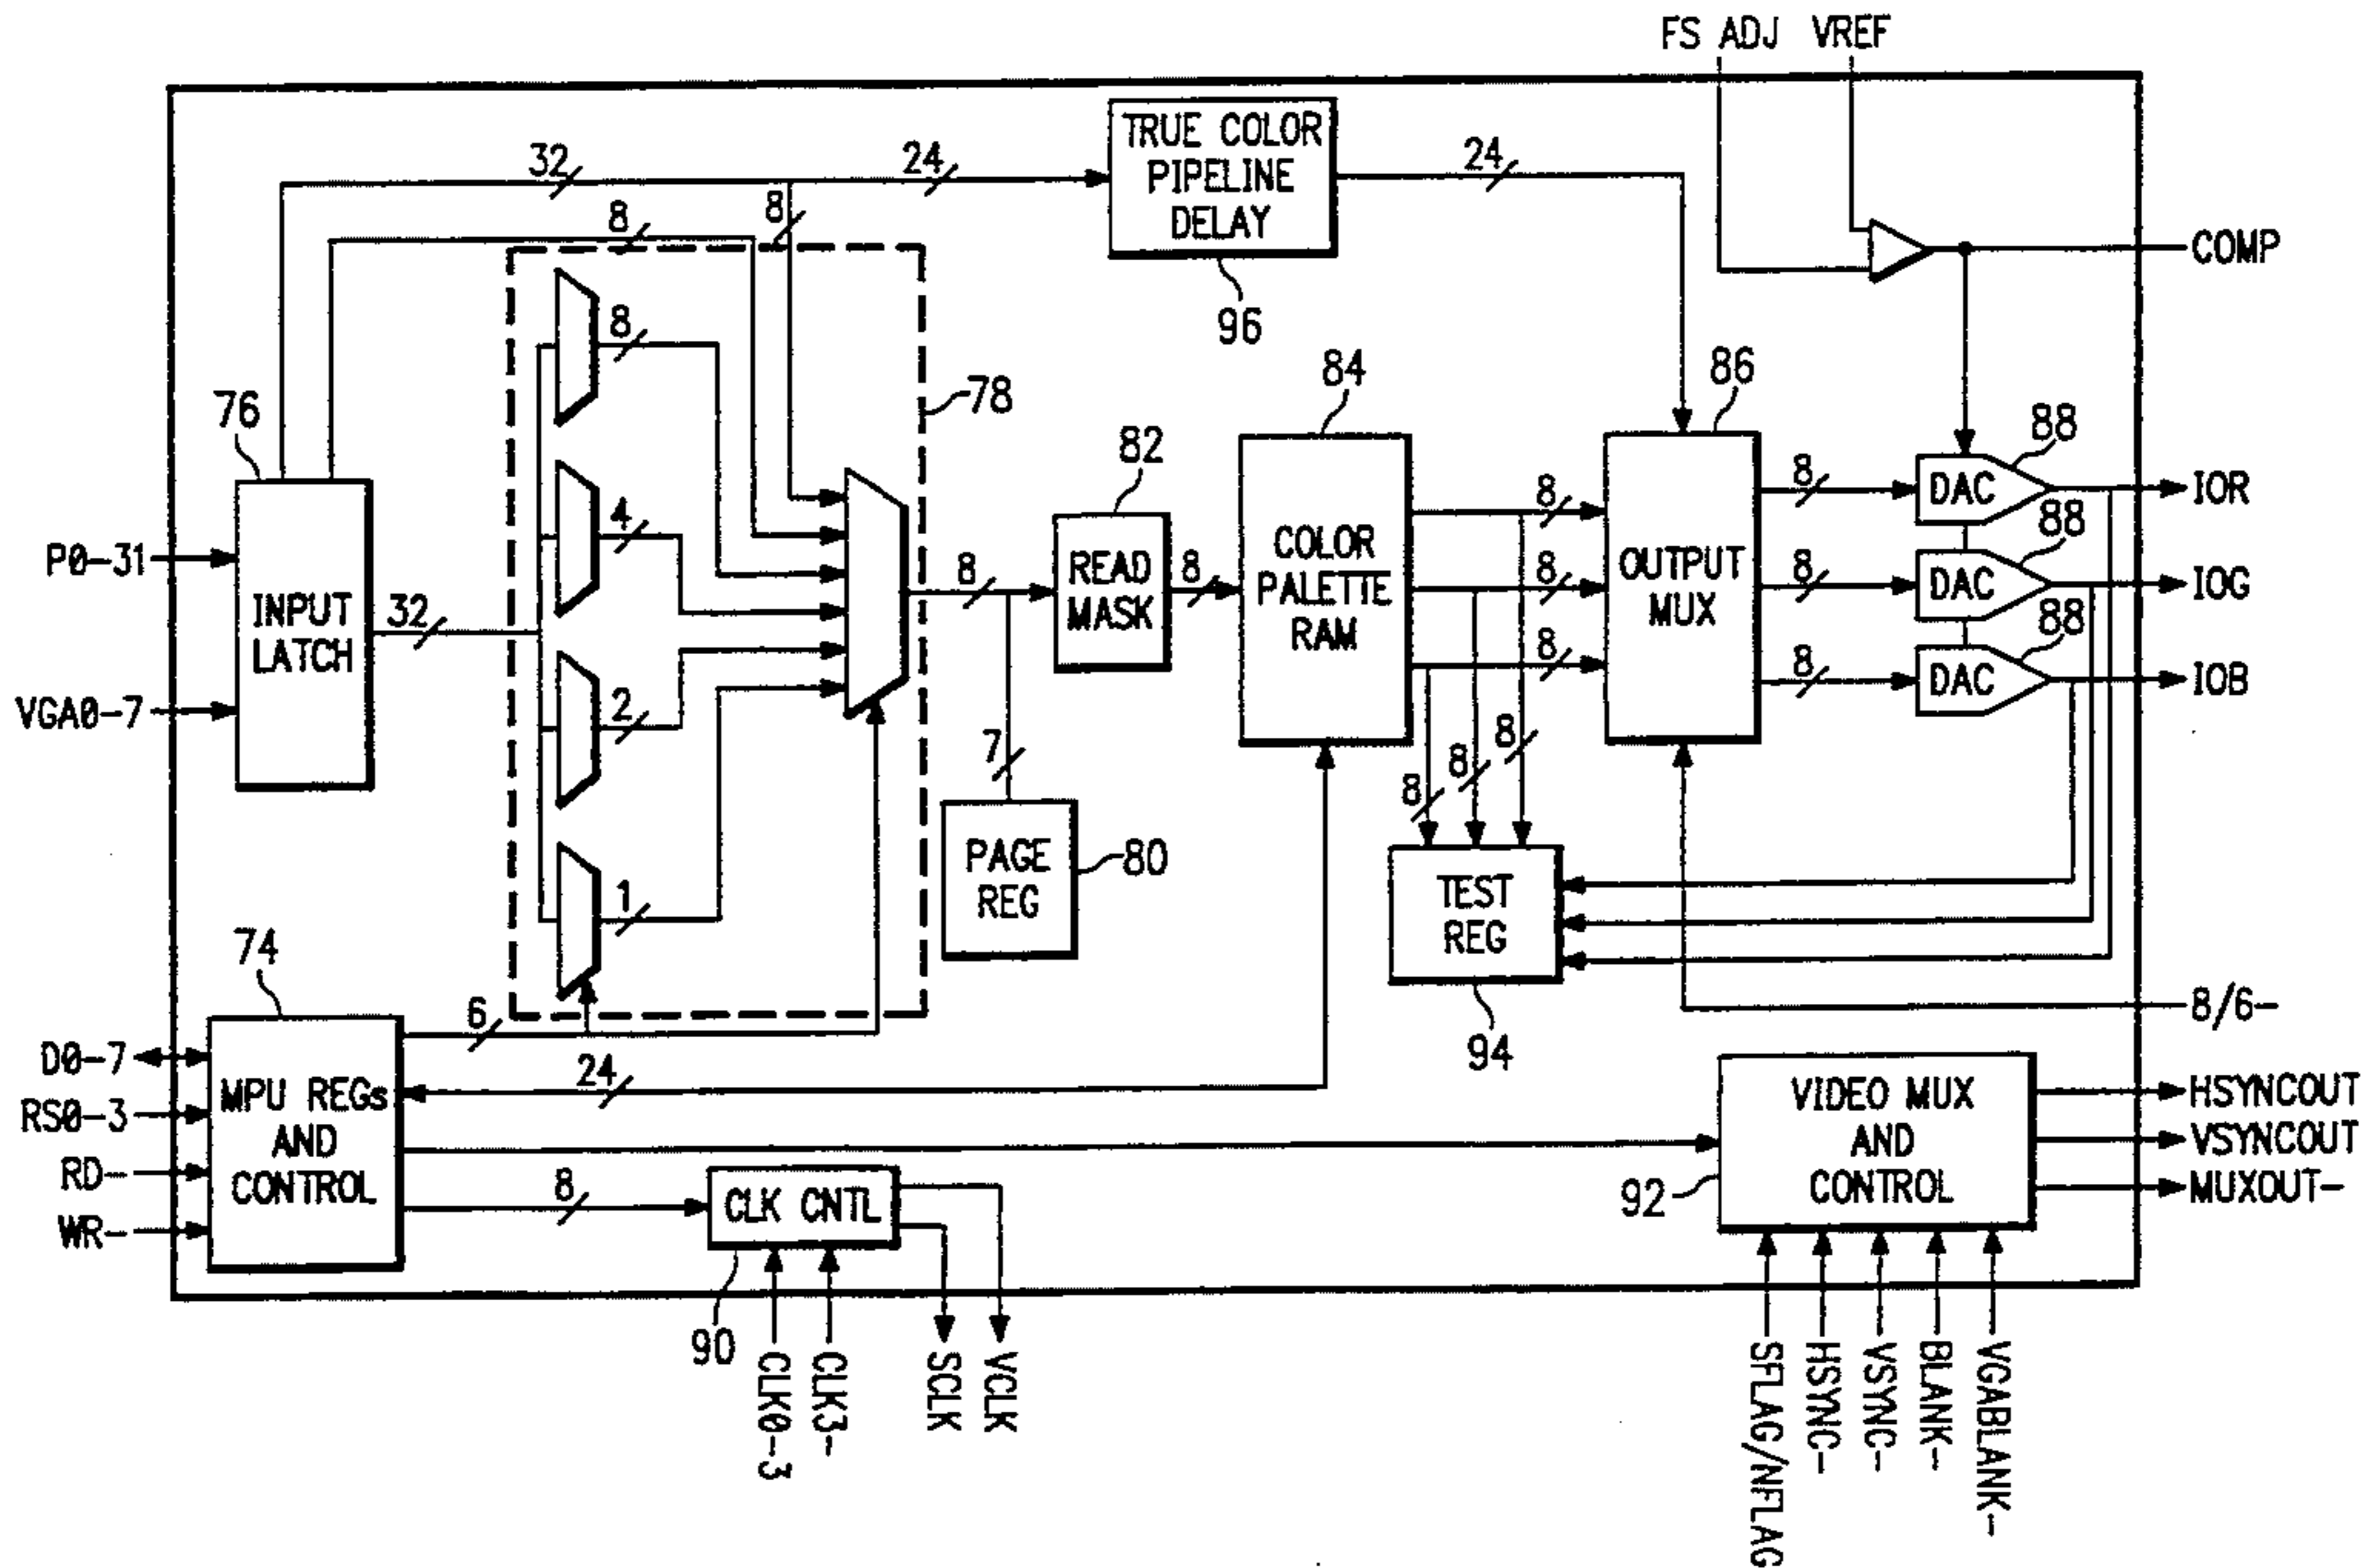 FS ADJ VREF
TRUE COLOR
PIPELINE
DELAY
32
24
24
8
8
COMP
96
8
78
76
84
86
82
88
8
DAC
IOR
4
8
8
P0-31
INPUT
LATCH
32
8
READ
MASK
8
COLOR
PALETTE
RAM
8
OUTPUT
MUX
8
88
DAC
IOG
8
8
88
DAC
IOB
VGA0-7
2
7
8
8
8
PAGE
REG
80
TEST
REG
1
74
6
94
8/6-
D0-7
RS0-3
RD-
WR-
MPU REGs
AND
CONTROL
24
8
CLK CNTL
90
VIDEO MUX
AND
CONTROL
92
HSYNCOUT
VSYNCOUT
MUXOUT-
CLK0-3
CLK3-
SCLK
VCLK
SFLAG/NFLAG
HSYNC-
VSYNC-
BLANK-
VGABLANK-